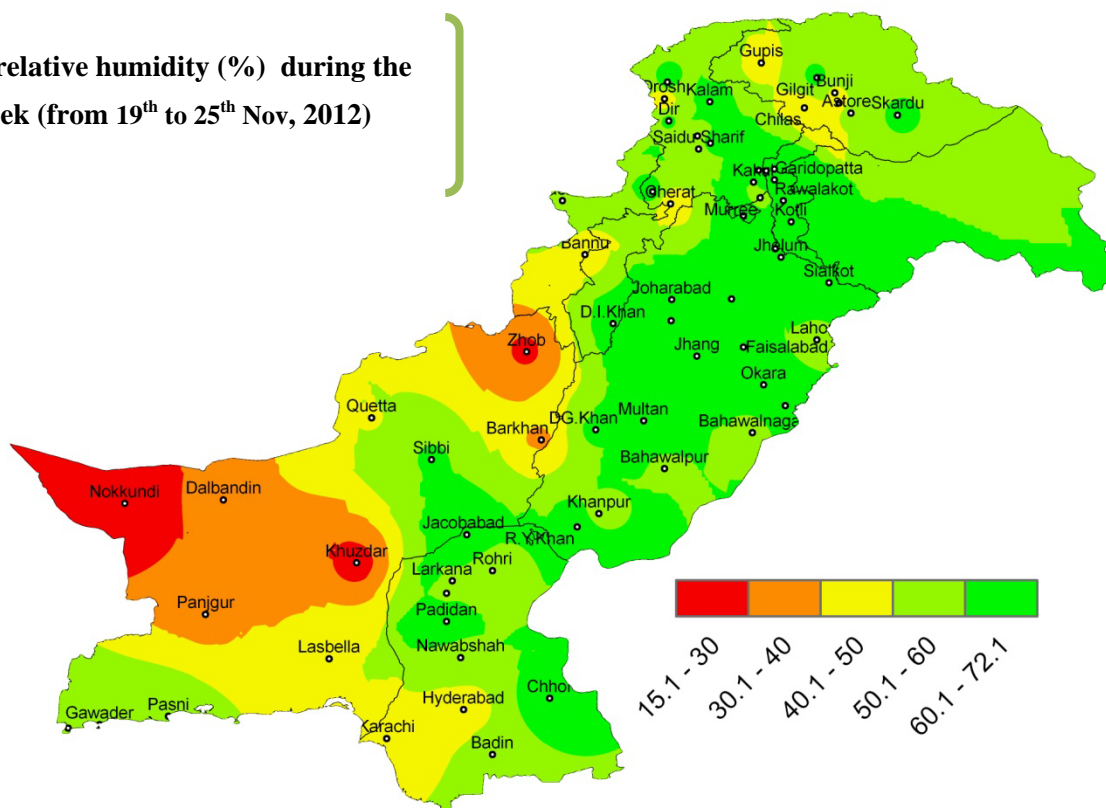 relative humidity (%) during the
ek (from 19th to 25th Nov, 2012)
Gupis
Drosh
Kalam
Gilgit
Bunji
Dir
Astore
Skardu
Chilas
Saidu Sharif
Garidopatta
Rawalakot
Cherat
Murree
Kotli
Bannu
Jhelum
Sialkot
Joharabad
D.I.Khan
Zhob
Jhang
Faisalabad
Laho
Okara
Quetta
DG.Khan
Multan
Barkhan
Bahawalnaga
Sibbi
Bahawalpur
Nokkundi
Dalbandin
Khanpur
Jacobabad
R.Y.Khan
Khuzdar
Rohri
Larkana
Panjgur
Padidan
Lasbella
Nawabshah
Chhor
Hyderabad
Gawader
Pasni
Karachi
Badin
15.1 - 30
30.1 - 40
40.1 - 50
50.1 - 60
60.1 - 72.1